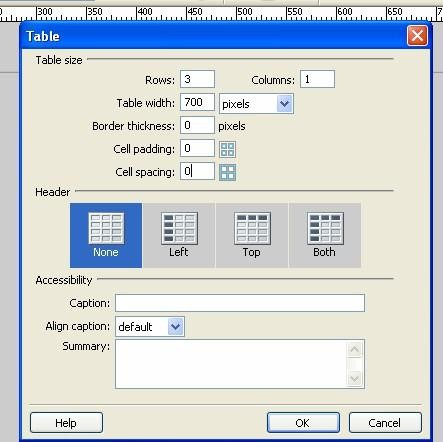 300 350 400 450 500 550 600 650 7
Table
Table size
Rows: 3 Columns: 1
Table width: 700 pixels
Border thickness: 0 pixels
Cell padding: 0
Cell spacing: 0
Header
None Left Top Both
Accessibility
Caption:
Align caption: default
Summary:
Help OK Cancel